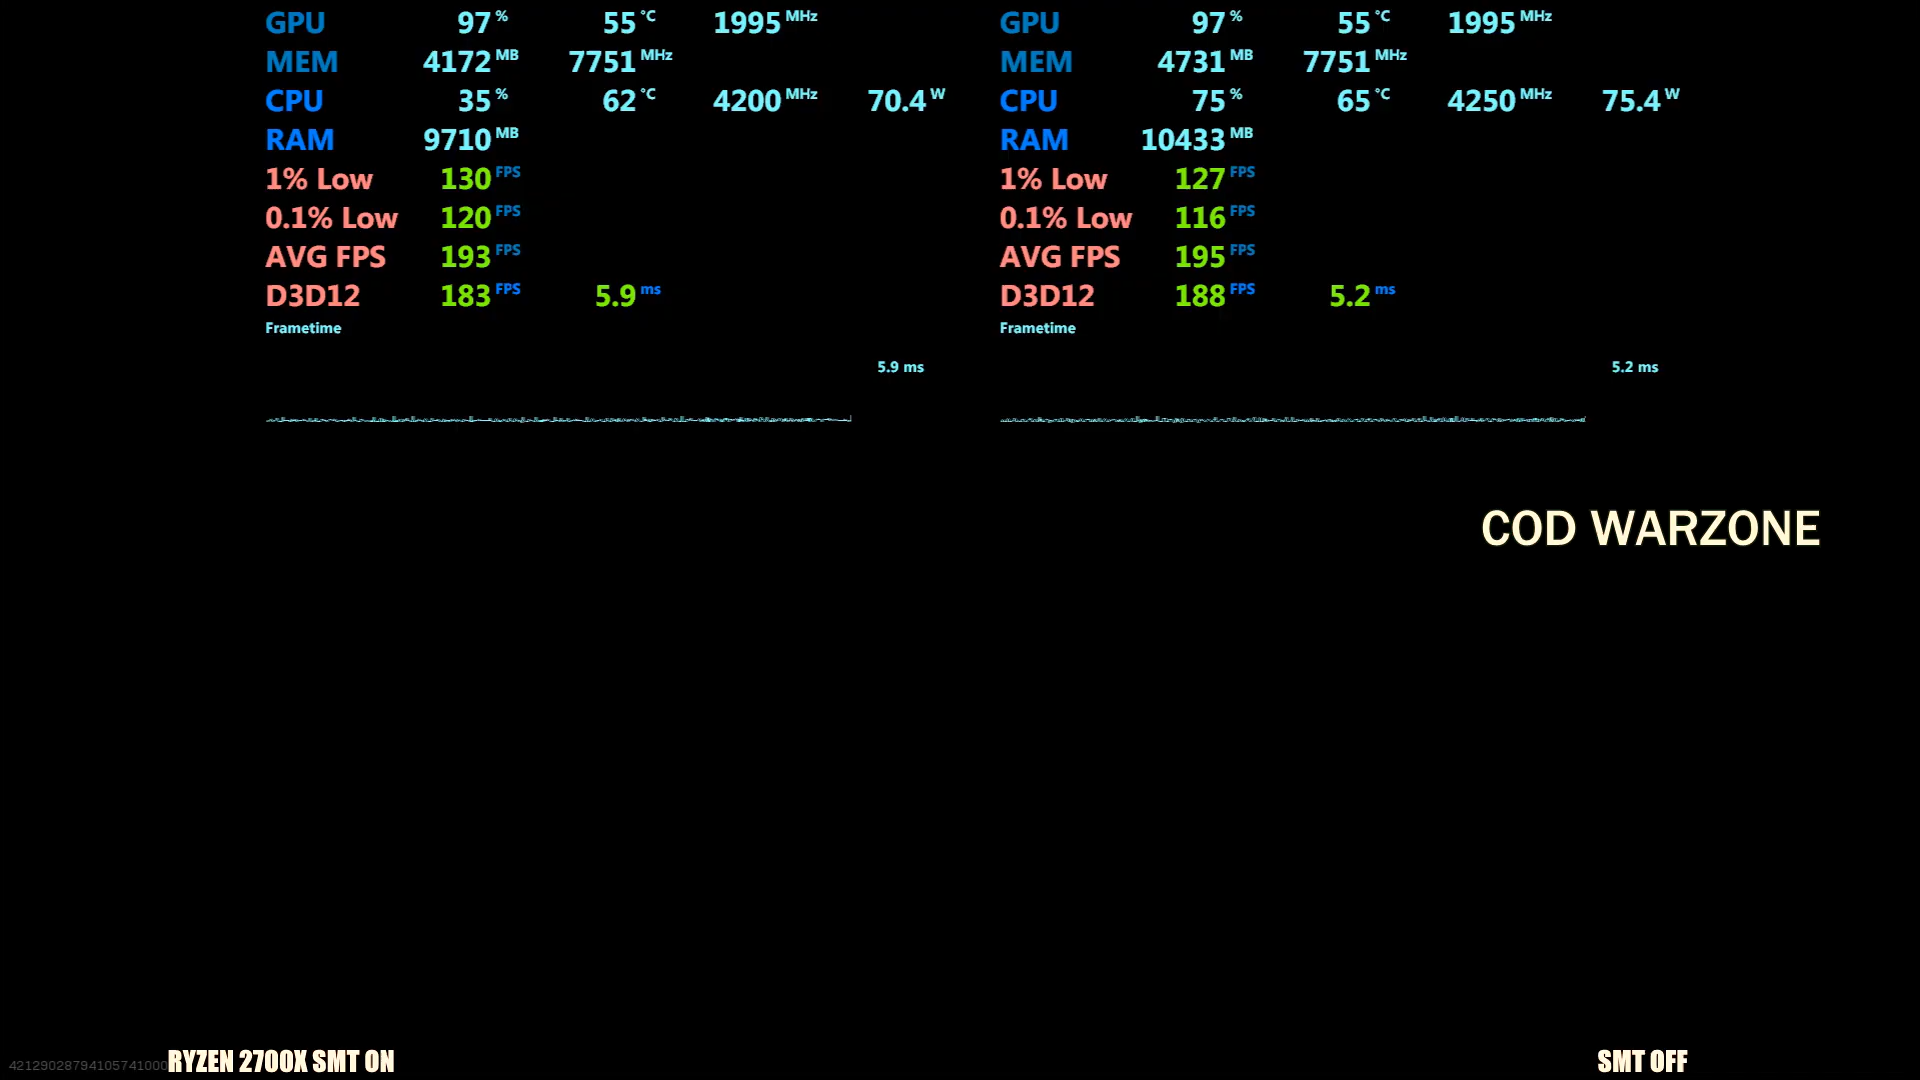 GPU 97 % 55 °C 1995 MHz
MEM 4172 MB 7751 MHz
CPU 35 % 62 °C 4200 MHz 70.4 W
RAM 9710 MB
1% Low 130 FPS
0.1% Low 120 FPS
AVG FPS 193 FPS
D3D12 183 FPS 5.9 ms
Frametime
5.9 ms
GPU 97 % 55 °C 1995 MHz
MEM 4731 MB 7751 MHz
CPU 75 % 65 °C 4250 MHz 75.4 W
RAM 10433 MB
1% Low 127 FPS
0.1% Low 116 FPS
AVG FPS 195 FPS
D3D12 188 FPS 5.2 ms
Frametime
5.2 ms
COD WARZONE
42129028794105741000
RYZEN 2700X SMT ON
SMT OFF